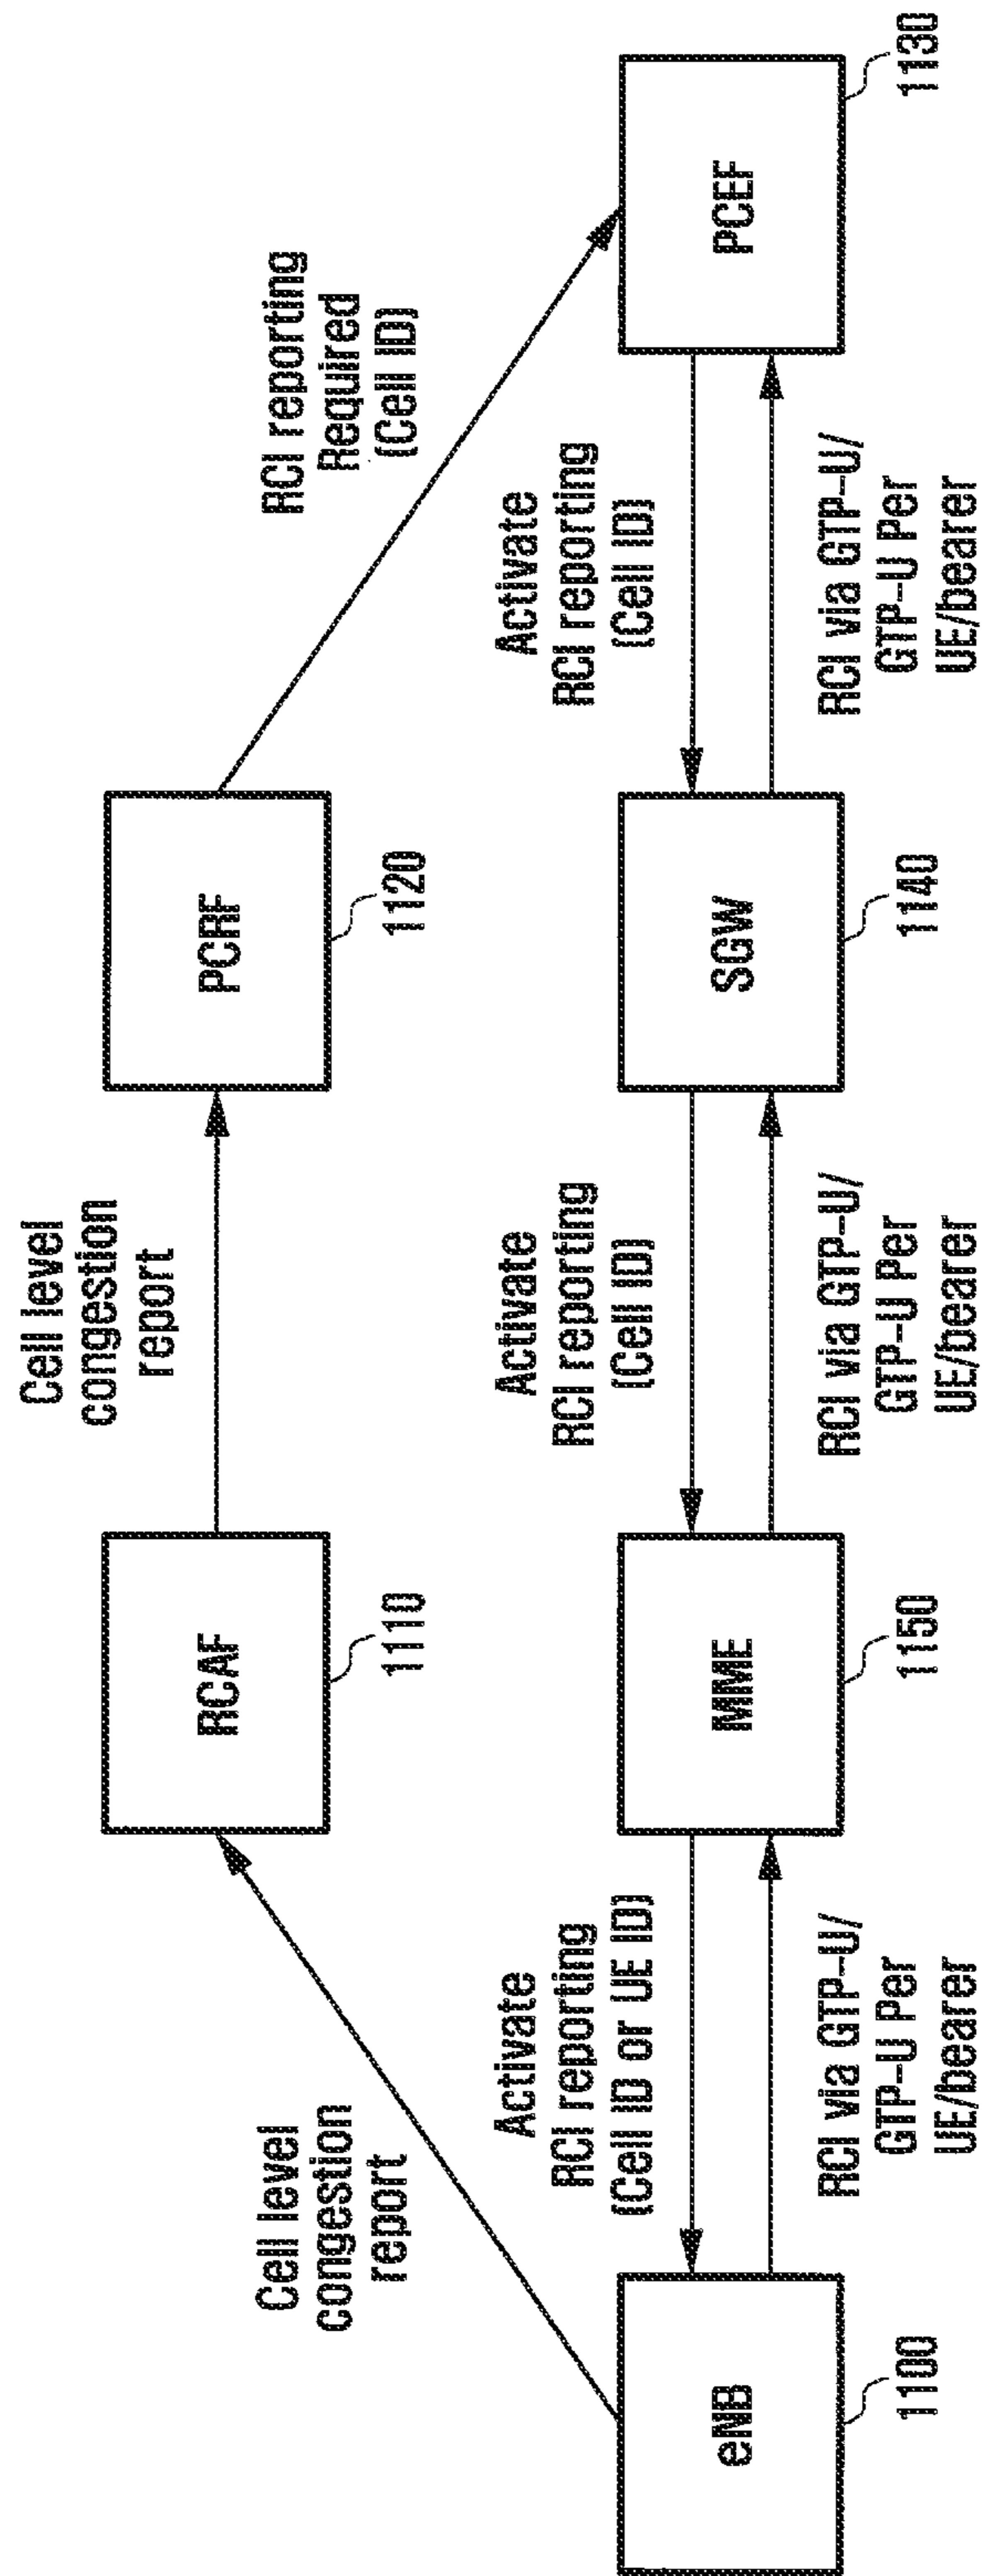 Cell level
congestion
report
RCAF
1110
PCRF
1120
Cell level
congestion
report
RCI reporting
Required
(Cell ID)
Activate
RCI reporting
(Cell ID or UE ID)
Activate
RCI reporting
(Cell ID)
Activate
RCI reporting
(Cell ID)
eNB
1100
MME
1150
SGW
1140
PCEF
1130
RCI via GTP-U/
GTP-U Per
UE/bearer
RCI via GTP-U/
GTP-U Per
UE/bearer
RCI via GTP-U/
GTP-U Per
UE/bearer